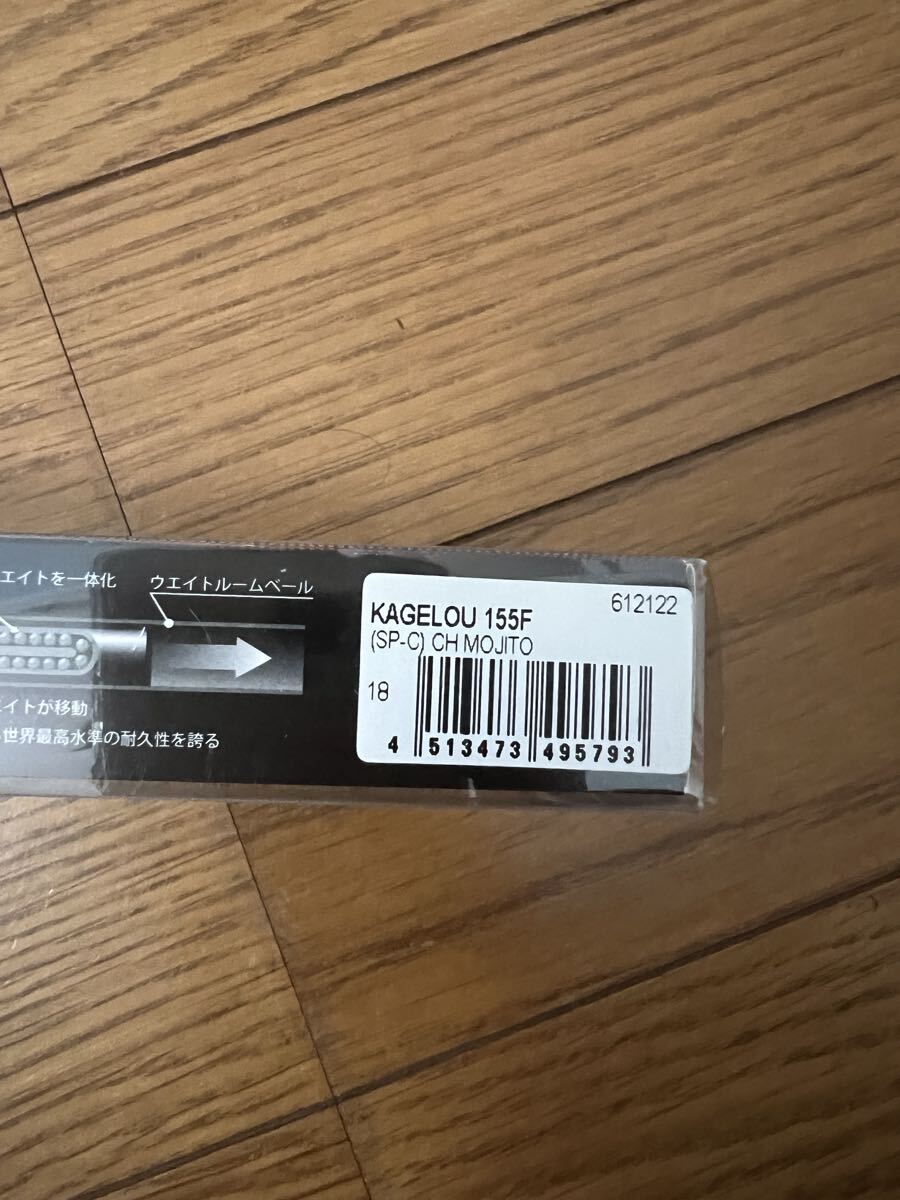 エイトを一体化
ウエイトルームベール
イトが移動
世界最高水準の耐久性を誇る
KAGELOU 155F
612122
(SP-C) CH MOJITO
18
4 513473 495793